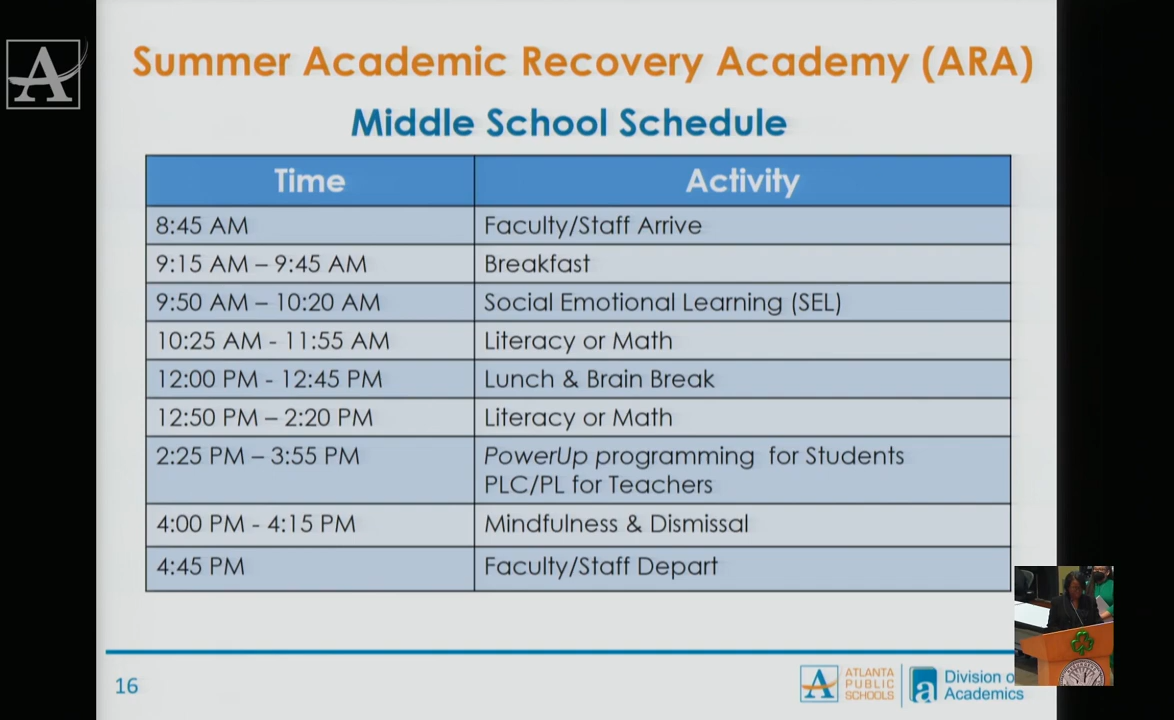 A
Summer Academic Recovery Academy (ARA)
Middle School Schedule
Time Activity
8:45 AM Faculty/Staff Arrive
9:15 AM – 9:45 AM Breakfast
9:50 AM – 10:20 AM Social Emotional Learning (SEL)
10:25 AM - 11:55 AM Literacy or Math
12:00 PM - 12:45 PM Lunch & Brain Break
12:50 PM – 2:20 PM Literacy or Math
2:25 PM – 3:55 PM PowerUp programming for Students
PLC/PL for Teachers
4:00 PM - 4:15 PM Mindfulness & Dismissal
4:45 PM Faculty/Staff Depart
16
A
ATLANTA
PUBLIC
SCHOOLS
a
Division o
Academics